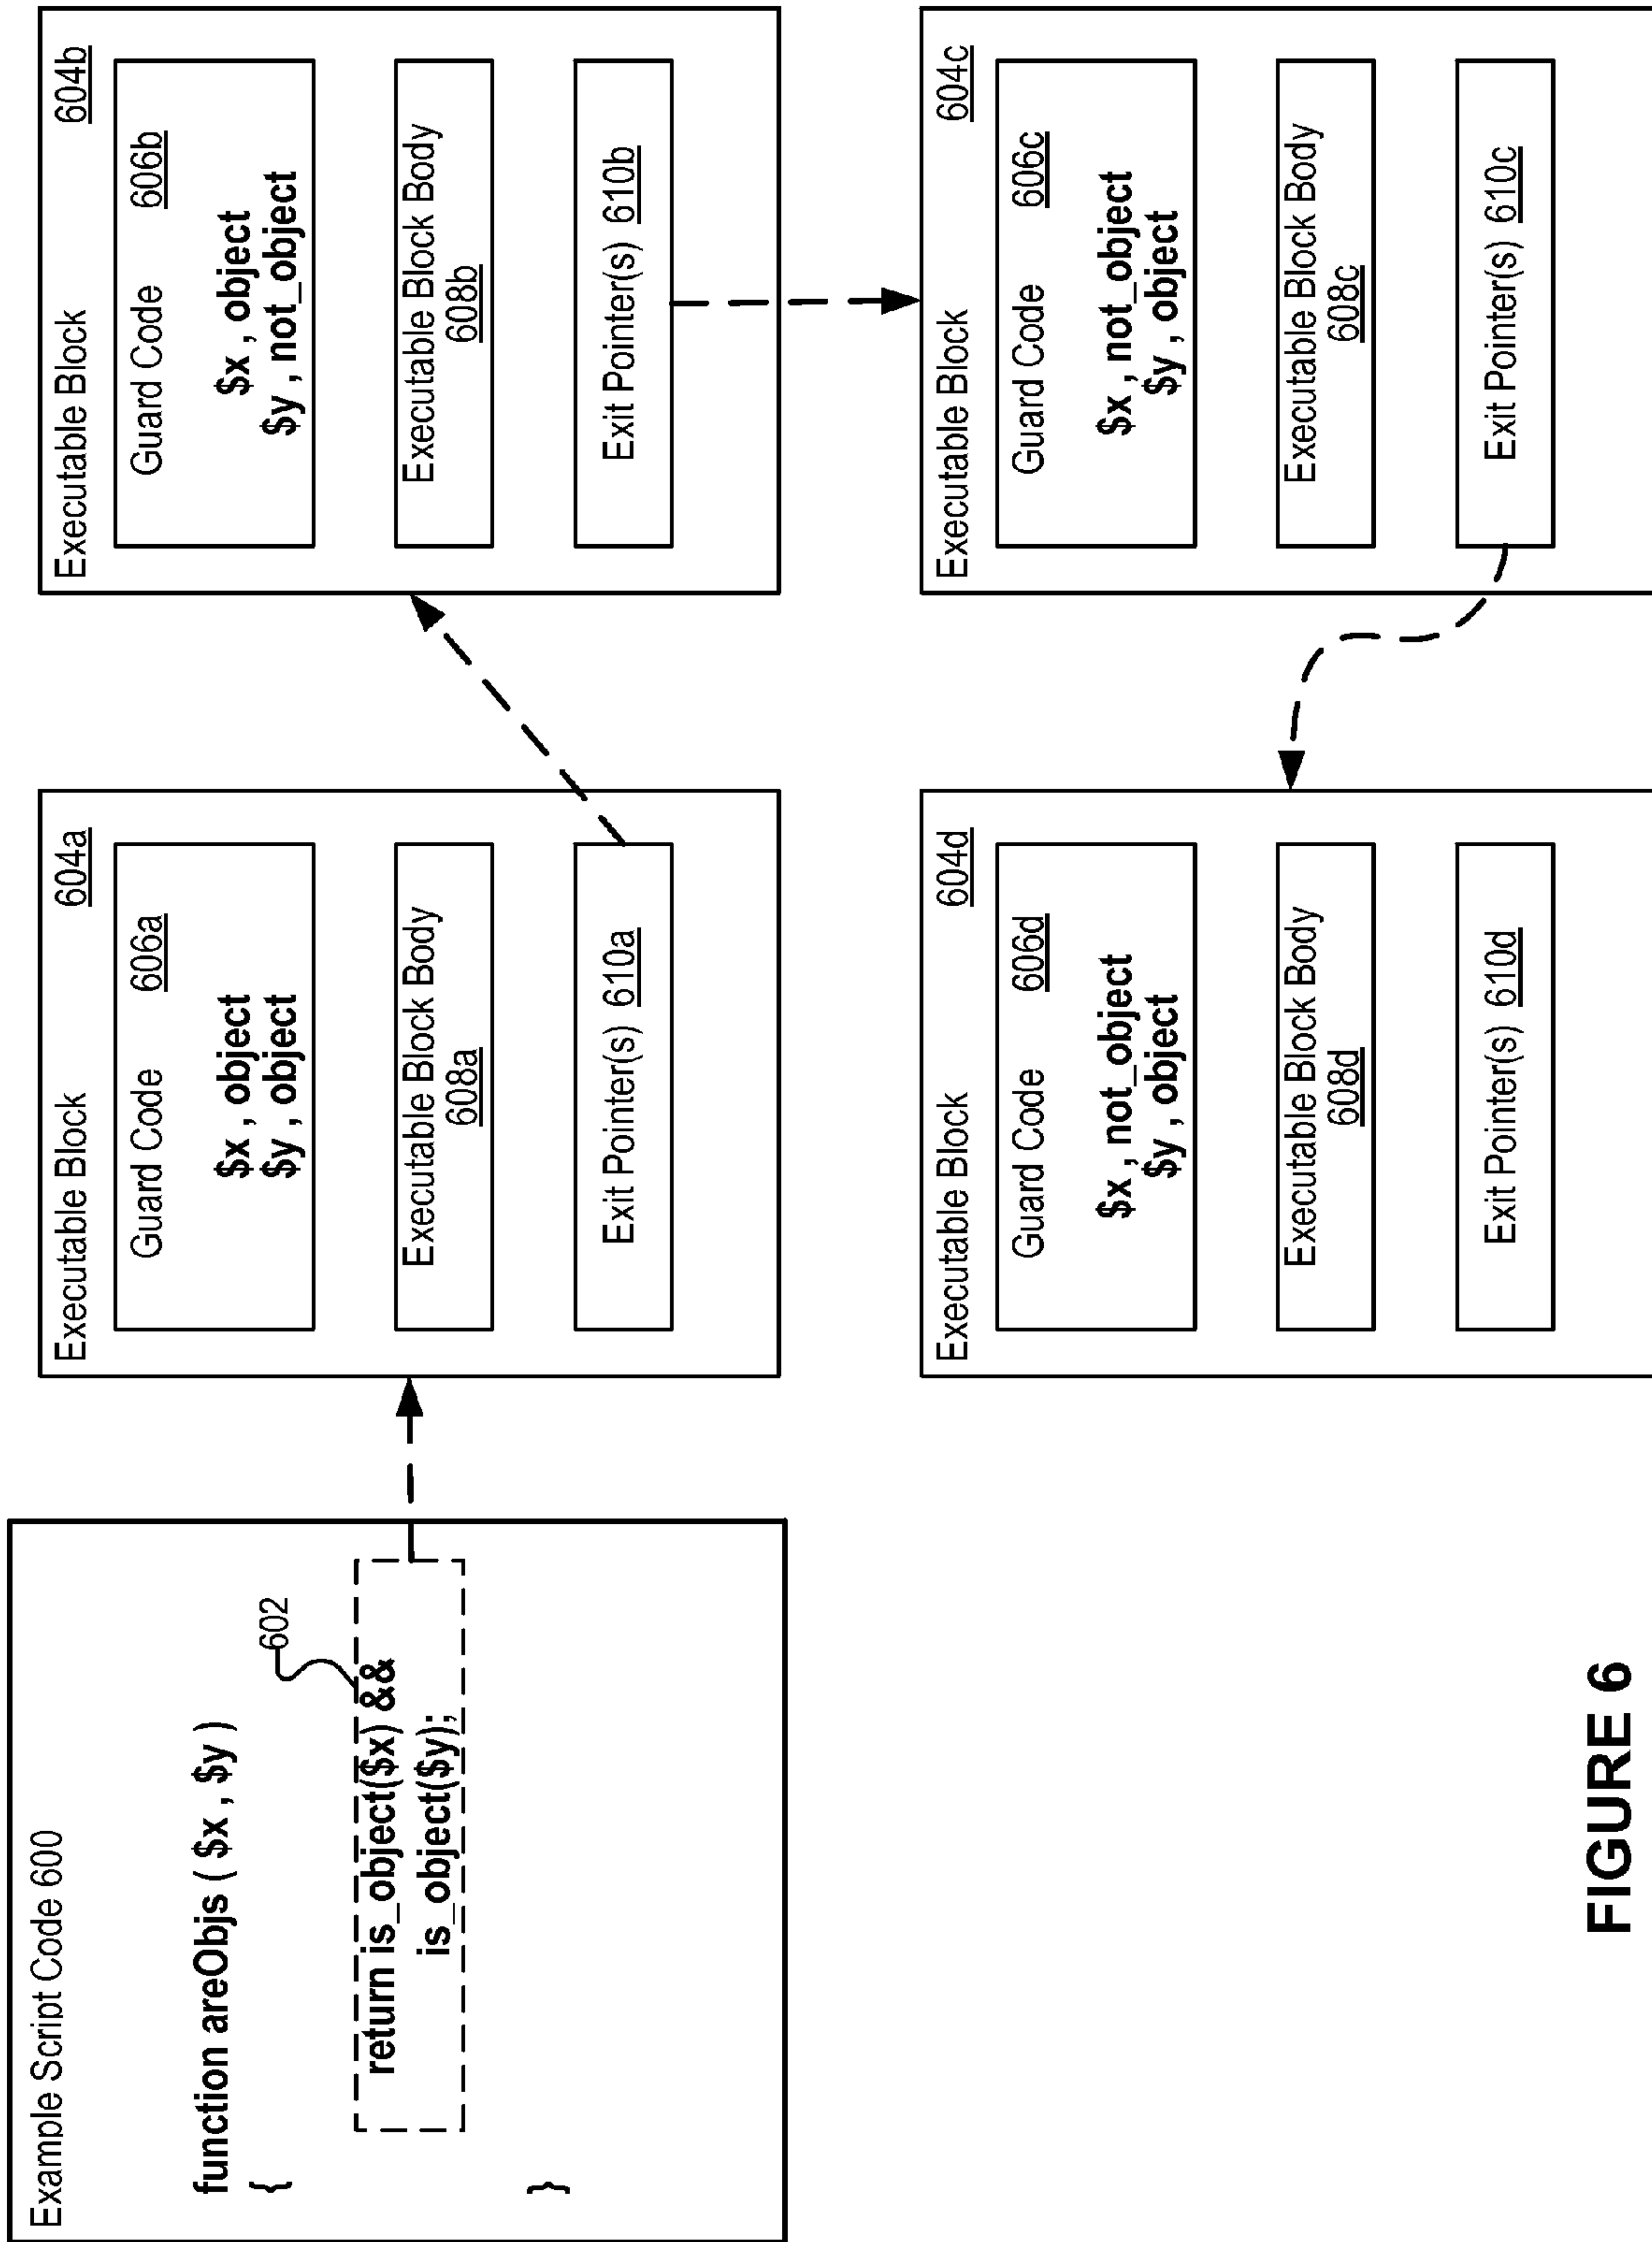 Example Script Code 600
function areObjs ( $x , $y )
{
602
return is_object($x) &&
is_object($y);
}
Executable Block 604a
Guard Code 606a
$x , object
$y , object
Executable Block Body
608a
Exit Pointer(s) 610a
Executable Block 604b
Guard Code 606b
$x , object
$y , not_object
Executable Block Body
608b
Exit Pointer(s) 610b
Executable Block 604d
Guard Code 606d
$x , not_object
$y , object
Executable Block Body
608d
Exit Pointer(s) 610d
Executable Block 604c
Guard Code 606c
$x , not_object
$y , object
Executable Block Body
608c
Exit Pointer(s) 610c
FIGURE 6